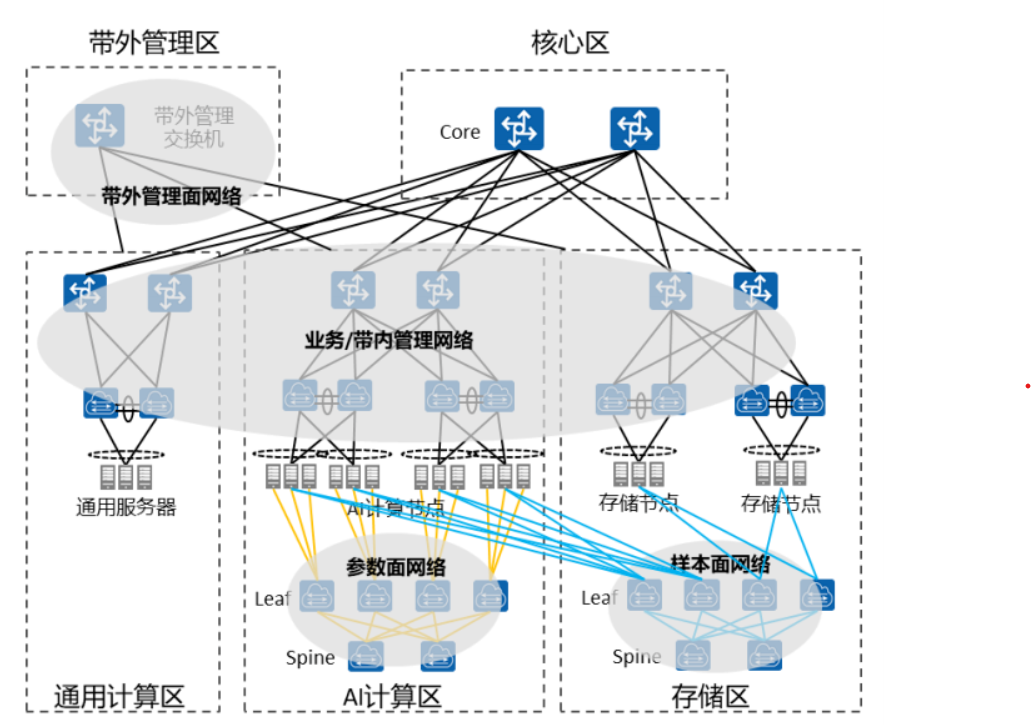 带外管理区
核心区
带外管理
交换机
Core
带外管理面网络
业务/带内管理网络
通用服务器
AI计算节点
存储节点
存储节点
参数面网络
样本面网络
Leaf
Leaf
Spine
Spine
通用计算区
AI计算区
存储区